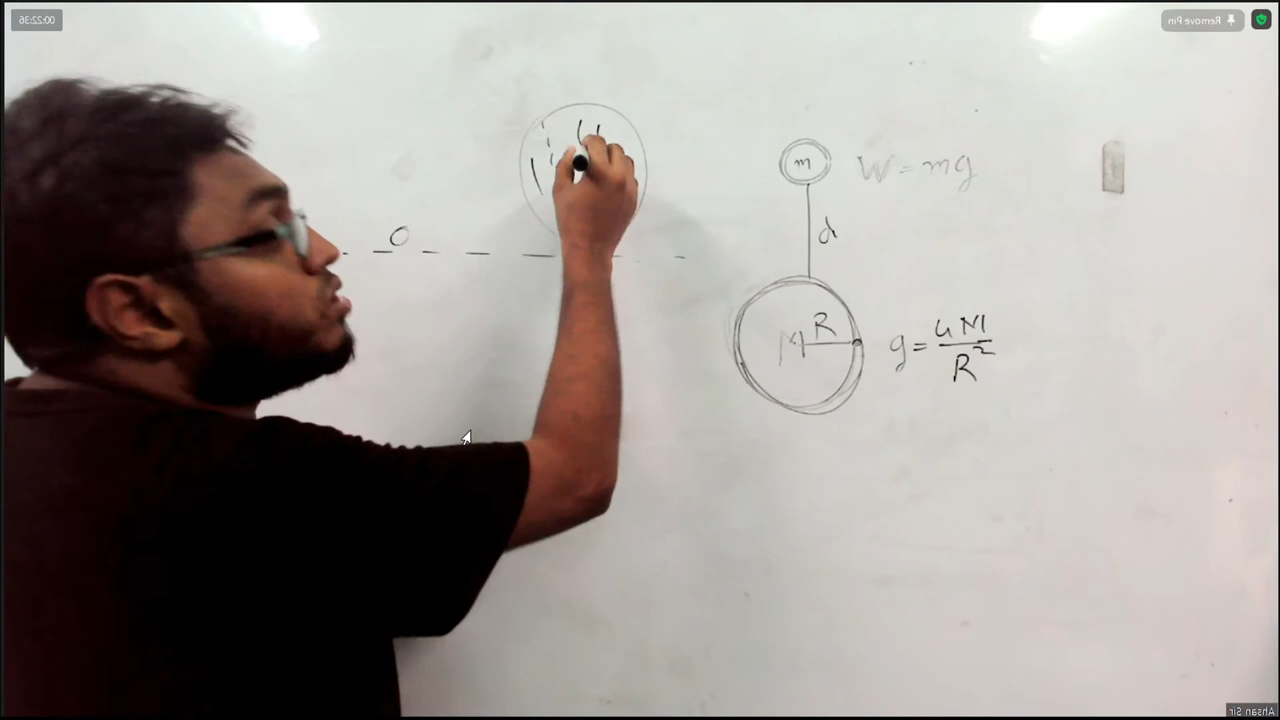 00:22:36
Remove Pin
m W = mg
d
O
M R g = GM
R²
Ahsan Sir